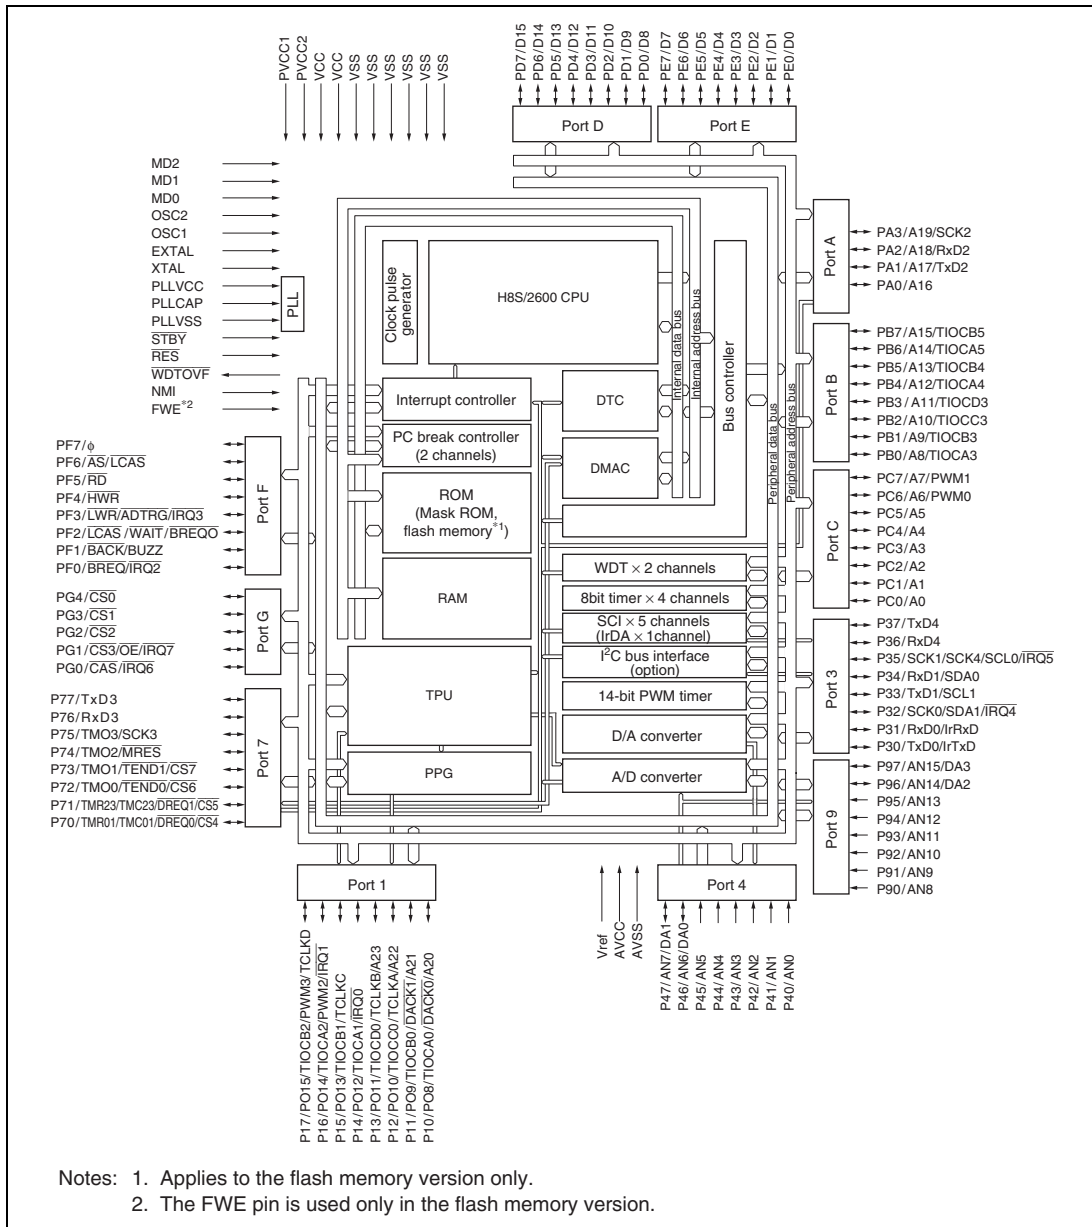 PVCC1
PVCC2
VCC
VCC
VSS
VSS
VSS
VSS
VSS
VSS
PD7/D15
PD6/D14
PD5/D13
PD4/D12
PD3/D11
PD2/D10
PD1/D9
PD0/D8
PE7/D7
PE6/D6
PE5/D5
PE4/D4
PE3/D3
PE2/D2
PE1/D1
PE0/D0
Port D
Port E
MD2
MD1
MD0
OSC2
OSC1
EXTAL
XTAL
PLLVCC
PLLCAP
PLLVSS
STBY
RES
WDTOVF
NMI
FWE*2
PLL
Clock pulse
generator
H8S/2600 CPU
Interrupt controller
PC break controller
(2 channels)
ROM
(Mask ROM,
flash memory*1)
RAM
TPU
PPG
DTC
DMAC
Internal data bus
Internal address bus
Bus controller
Peripheral data bus
Peripheral address bus
WDT × 2 channels
8bit timer × 4 channels
SCI × 5 channels
(IrDA × 1channel)
I2C bus interface
(option)
14-bit PWM timer
D/A converter
A/D converter
Port A
PA3/A19/SCK2
PA2/A18/RxD2
PA1/A17/TxD2
PA0/A16
Port B
PB7/A15/TIOCB5
PB6/A14/TIOCA5
PB5/A13/TIOCB4
PB4/A12/TIOCA4
PB3 / A11/TIOCD3
PB2/A10/TIOCC3
PB1/A9/TIOCB3
PB0/A8/TIOCA3
Port C
PC7/A7/PWM1
PC6/A6/PWM0
PC5/A5
PC4/A4
PC3/A3
PC2/A2
PC1/A1
PC0/A0
Port 3
P37/TxD4
P36/RxD4
P35/SCK1/SCK4/SCL0/IRQ5
P34/RxD1/SDA0
P33/TxD1/SCL1
P32/SCK0/SDA1/IRQ4
P31/RxD0/IrRxD
P30/TxD0/IrTxD
Port 9
P97/AN15/DA3
P96/AN14/DA2
P95/AN13
P94/AN12
P93/AN11
P92/AN10
P91/AN9
P90/AN8
PF7/ϕ
PF6/AS/LCAS
PF5/RD
PF4/HWR
PF3/LWR/ADTRG/IRQ3
PF2/LCAS/WAIT/BREQO
PF1/BACK/BUZZ
PF0/BREQ/IRQ2
Port F
PG4/CS0
PG3/CS1
PG2/CS2
PG1/CS3/OE/IRQ7
PG0/CAS/IRQ6
Port G
P77/TxD3
P76/RxD3
P75/TMO3/SCK3
P74/TMO2/MRES
P73/TMO1/TEND1/CS7
P72/TMO0/TEND0/CS6
P71/TMR23/TMC23/DREQ1/CS5
P70/TMR01/TMC01/DREQ0/CS4
Port 7
Port 1
P17/PO15/TIOCB2/PWM3/TCLKD
P16/PO14/TIOCA2/PWM2/IRQ1
P15/PO13/TIOCB1/TCLKC
P14/PO12/TIOCA1/IRQ0
P13/PO11/TIOCD0/TCLKB/A23
P12/PO10/TIOCC0/TCLKA/A22
P11/PO9/TIOCB0/DACK1/A21
P10/PO8/TIOCA0/DACK0/A20
Vref
AVCC
AVSS
Port 4
P47/AN7/DA1
P46/AN6/DA0
P45/AN5
P44/AN4
P43/AN3
P42/AN2
P41/AN1
P40/AN0
Notes: 1. Applies to the flash memory version only.
2. The FWE pin is used only in the flash memory version.